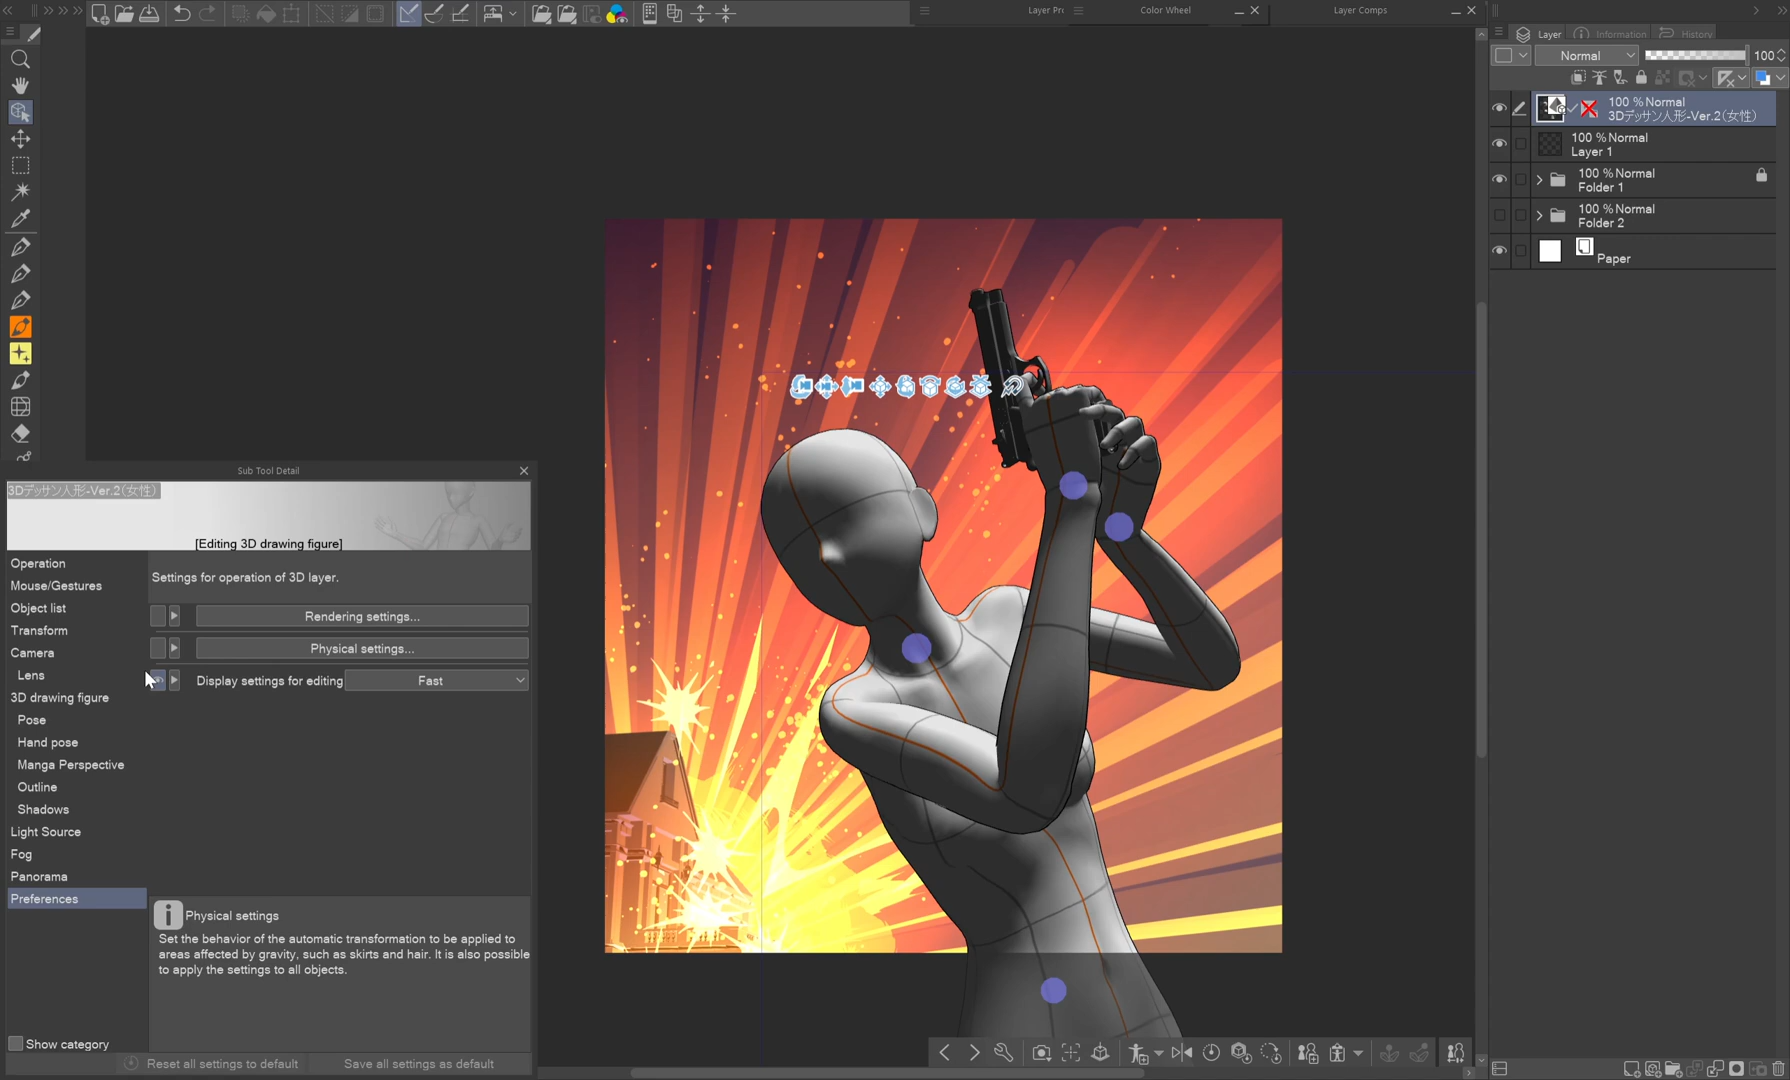 Layer Pr
Color Wheel
Layer Comps
Layer
Information
History
Normal
100
100 % Normal
3Dデッサン人形-Ver.2(女性)
100 % Normal
Layer 1
100 % Normal
Folder 1
100 % Normal
Folder 2
Paper
Sub Tool Detail
3Dデッサン人形-Ver.2(女性)
[Editing 3D drawing figure]
Operation
Mouse/Gestures
Object list
Transform
Camera
Lens
3D drawing figure
Pose
Hand pose
Manga Perspective
Outline
Shadows
Light Source
Fog
Panorama
Preferences
Settings for operation of 3D layer.
Rendering settings...
Physical settings...
Display settings for editing
Fast
Physical settings
Set the behavior of the automatic transformation to be applied to
areas affected by gravity, such as skirts and hair. It is also possible
to apply the settings to all objects.
Show category
Reset all settings to default
Save all settings as default